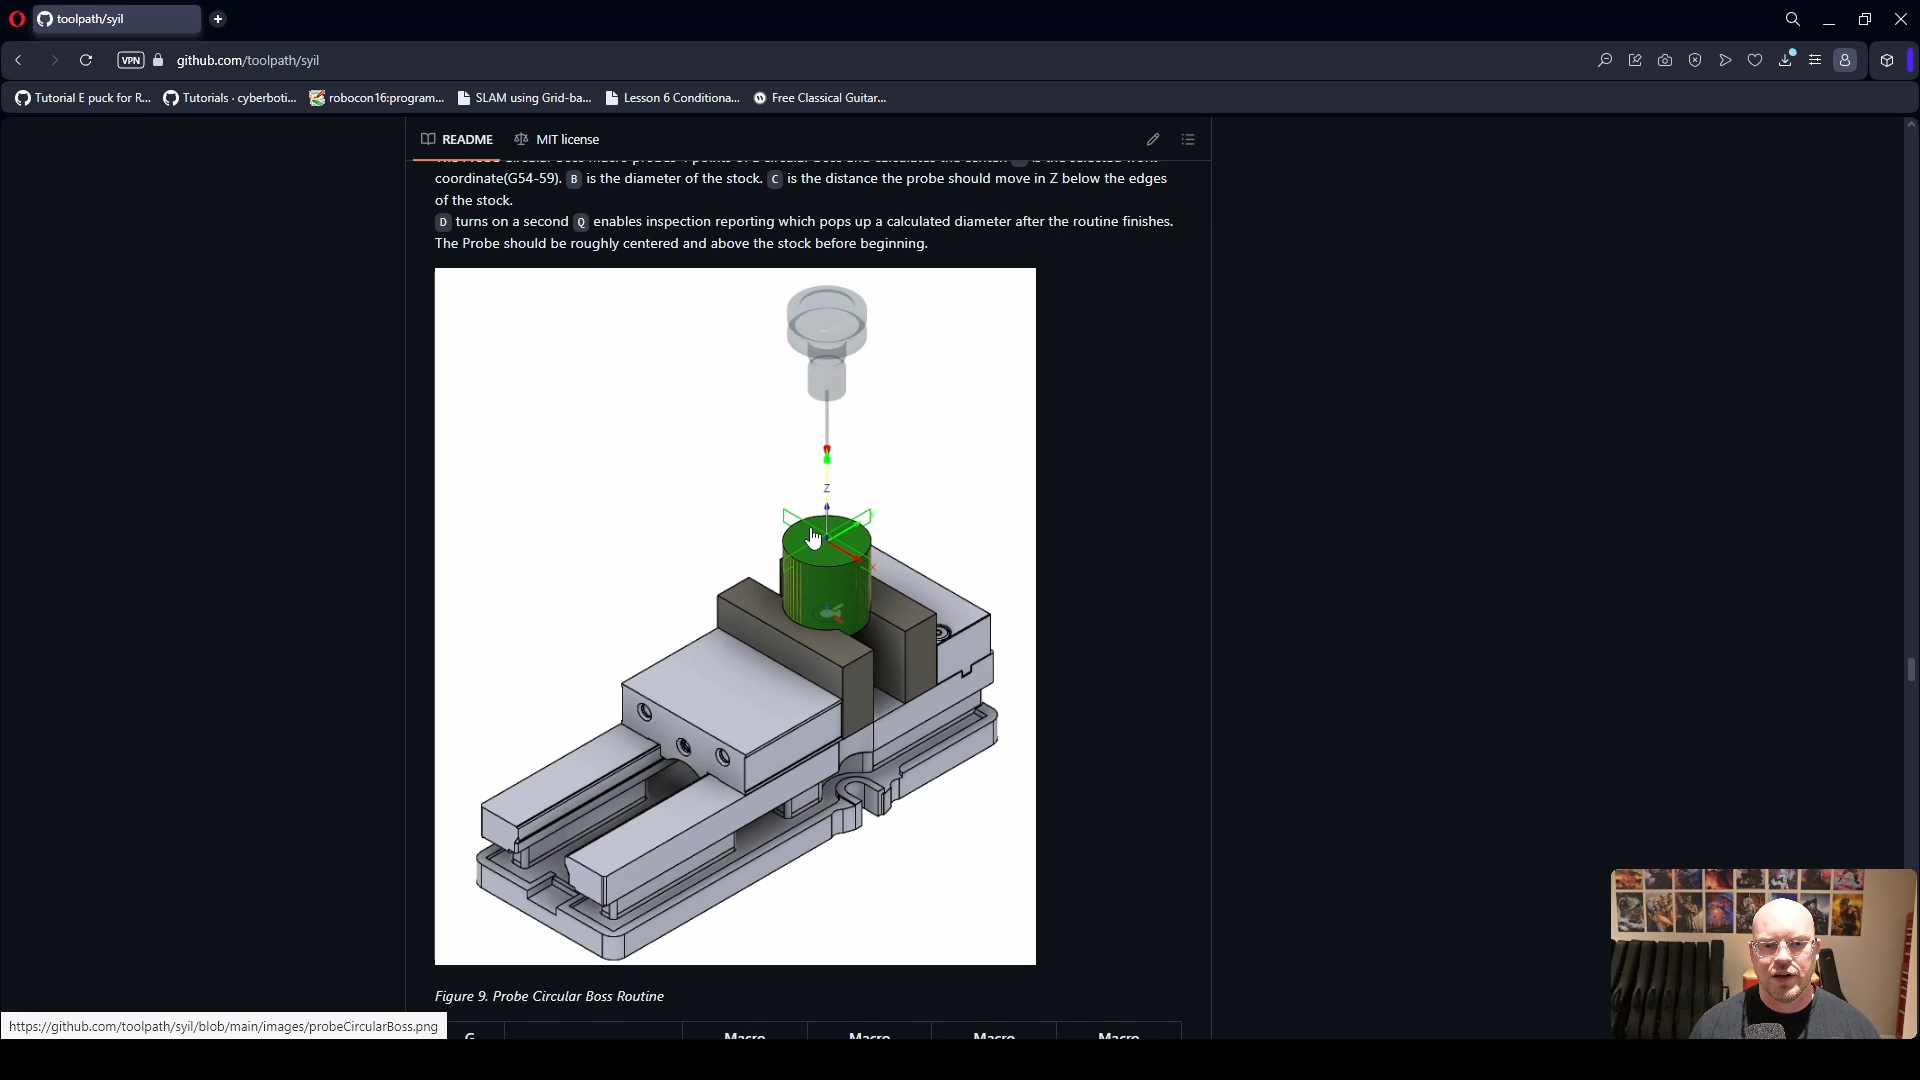 toolpath/syil
VPN
github.com/toolpath/syil
Tutorial E puck for R...
Tutorials · cyberboti...
robocon16:program...
SLAM using Grid-ba...
Lesson 6 Conditiona...
Free Classical Guitar...
README
MIT license
coordinate(G54-59). B is the diameter of the stock. C is the distance the probe should move in Z below the edges
of the stock.
D turns on a second Q enables inspection reporting which pops up a calculated diameter after the routine finishes.
The Probe should be roughly centered and above the stock before beginning.
Z
X
Figure 9. Probe Circular Boss Routine
https://github.com/toolpath/syil/blob/main/images/probeCircularBoss.png
G
Macro
Macro
Macro
Macro